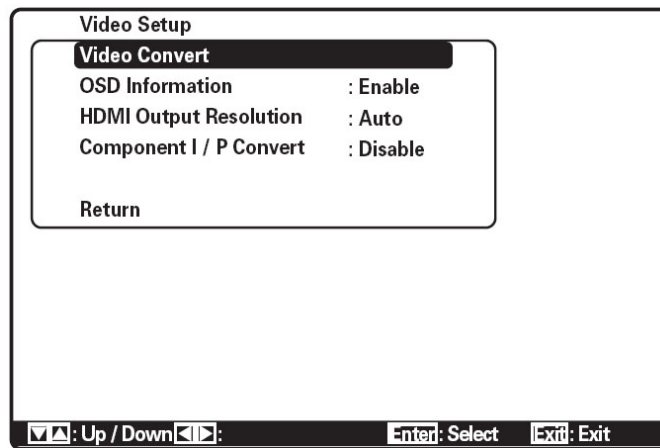 Video Setup
Video Convert
OSD Information : Enable
HDMI Output Resolution : Auto
Component I / P Convert : Disable
Return
▼▲: Up / Down◀▶: Enter: Select Exit: Exit